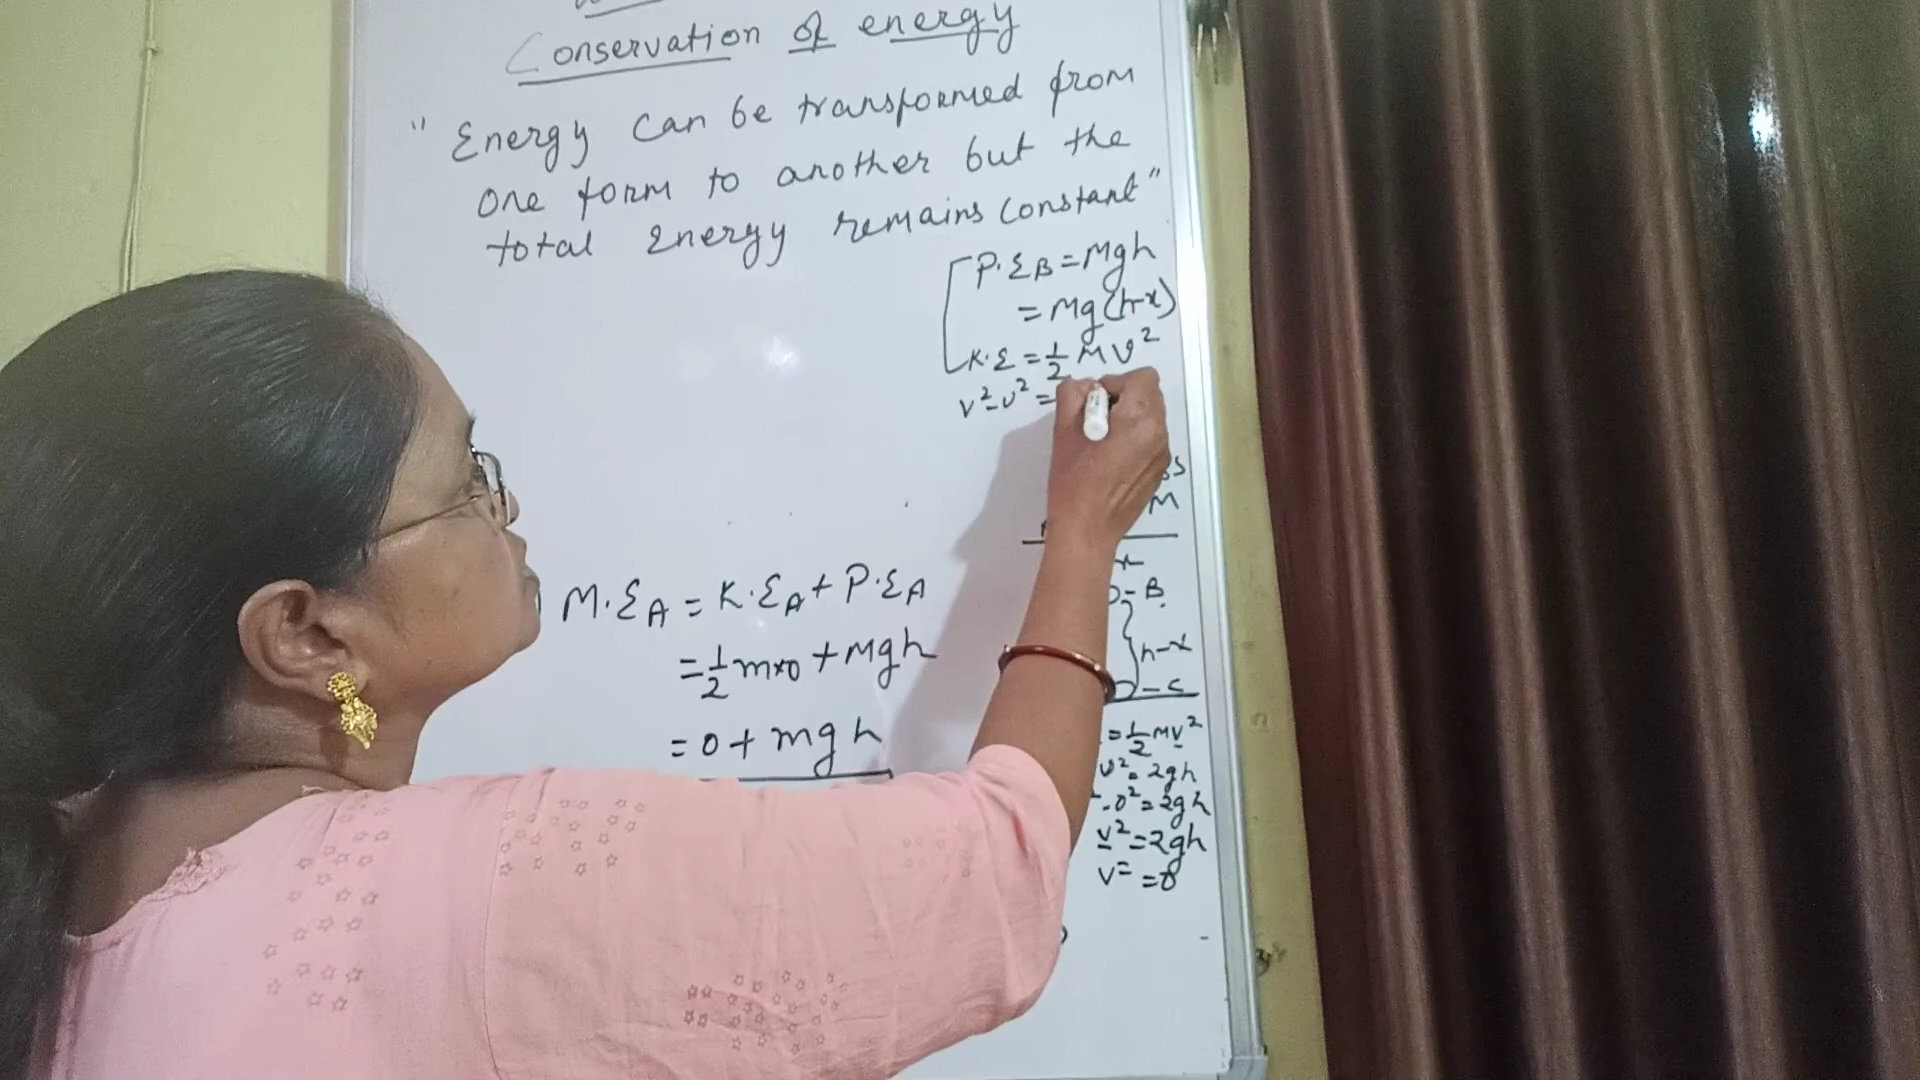 Conservation of energy
" Energy can be transformed from
one form to another but the
total Energy remains constant"
P.E_B = Mgh
= Mg(h-x)
K.E = 1/2 M v²
v²-u² =
M
x
- B
h-x
- C
M.E_A = K.E_A + P.E_A
= 1/2 m×0 + Mgh
= 0 + mgh
= 1/2 Mv²
u² = 2gh
-0² = 2gh
v² = 2gh
v = =0